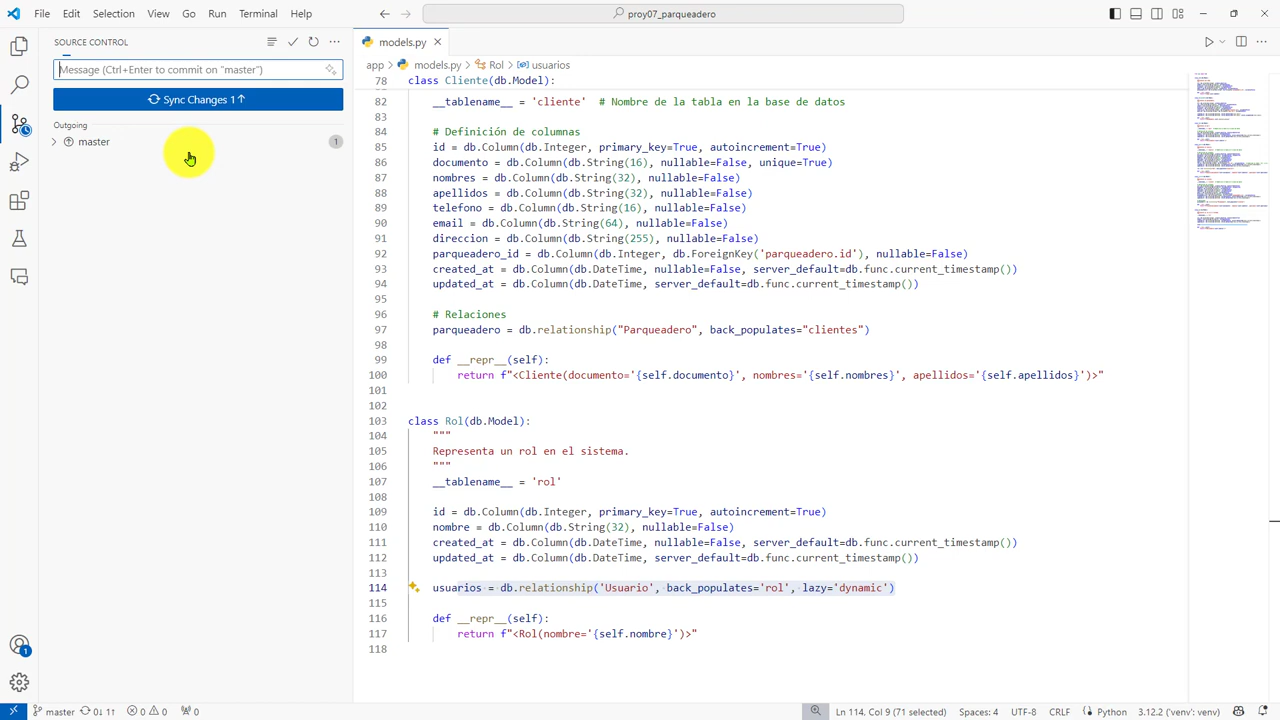 File Edit Selection View Go Run Terminal Help
proy07_parqueadero
SOURCE CONTROL
Message (Ctrl+Enter to commit on "master")
Sync Changes 1↑
Outgoing
master
1
models.py
app > models.py > Rol > usuarios
78 class Cliente(db.Model):
82 __tablename__ = 'cliente' # Nombre de la tabla en la base de datos
83
84 # Definición de columnas
85 id = db.Column(db.Integer, primary_key=True, autoincrement=True)
86 documento = db.Column(db.String(16), nullable=False, unique=True)
87 nombres = db.Column(db.String(32), nullable=False)
88 apellidos = db.Column(db.String(32), nullable=False)
89 telefono = db.Column(db.String(16), nullable=False)
90 email = db.Column(db.String(64), nullable=False)
91 direccion = db.Column(db.String(255), nullable=False)
92 parqueadero_id = db.Column(db.Integer, db.ForeignKey('parqueadero.id'), nullable=False)
93 created_at = db.Column(db.DateTime, nullable=False, server_default=db.func.current_timestamp())
94 updated_at = db.Column(db.DateTime, server_default=db.func.current_timestamp())
95
96 # Relaciones
97 parqueadero = db.relationship("Parqueadero", back_populates="clientes")
98
99 def __repr__(self):
100 return f"<Cliente(documento='{self.documento}', nombres='{self.nombres}', apellidos='{self.apellidos}')>"
101
102
103 class Rol(db.Model):
104 """
105 Representa un rol en el sistema.
106 """
107 __tablename__ = 'rol'
108
109 id = db.Column(db.Integer, primary_key=True, autoincrement=True)
110 nombre = db.Column(db.String(32), nullable=False)
111 created_at = db.Column(db.DateTime, nullable=False, server_default=db.func.current_timestamp())
112 updated_at = db.Column(db.DateTime, server_default=db.func.current_timestamp())
113
114 usuarios = db.relationship('Usuario', back_populates='rol', lazy='dynamic')
115
116 def __repr__(self):
117 return f"<Rol(nombre='{self.nombre}')>"
118
1
master 0↓ 1↑ 0 0 0
Ln 114, Col 9 (71 selected) Spaces: 4 UTF-8 CRLF Python 3.12.2 ('venv': venv)